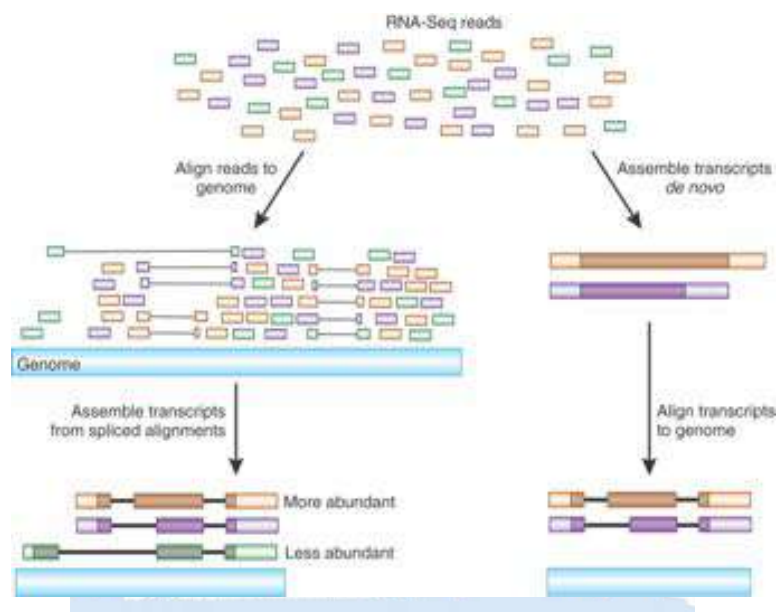 RNA-Seq reads
Align reads to
genome
Assemble transcripts
de novo
Genome
Assemble transcripts
from spliced alignments
Align transcripts
to genome
More abundant
Less abundant